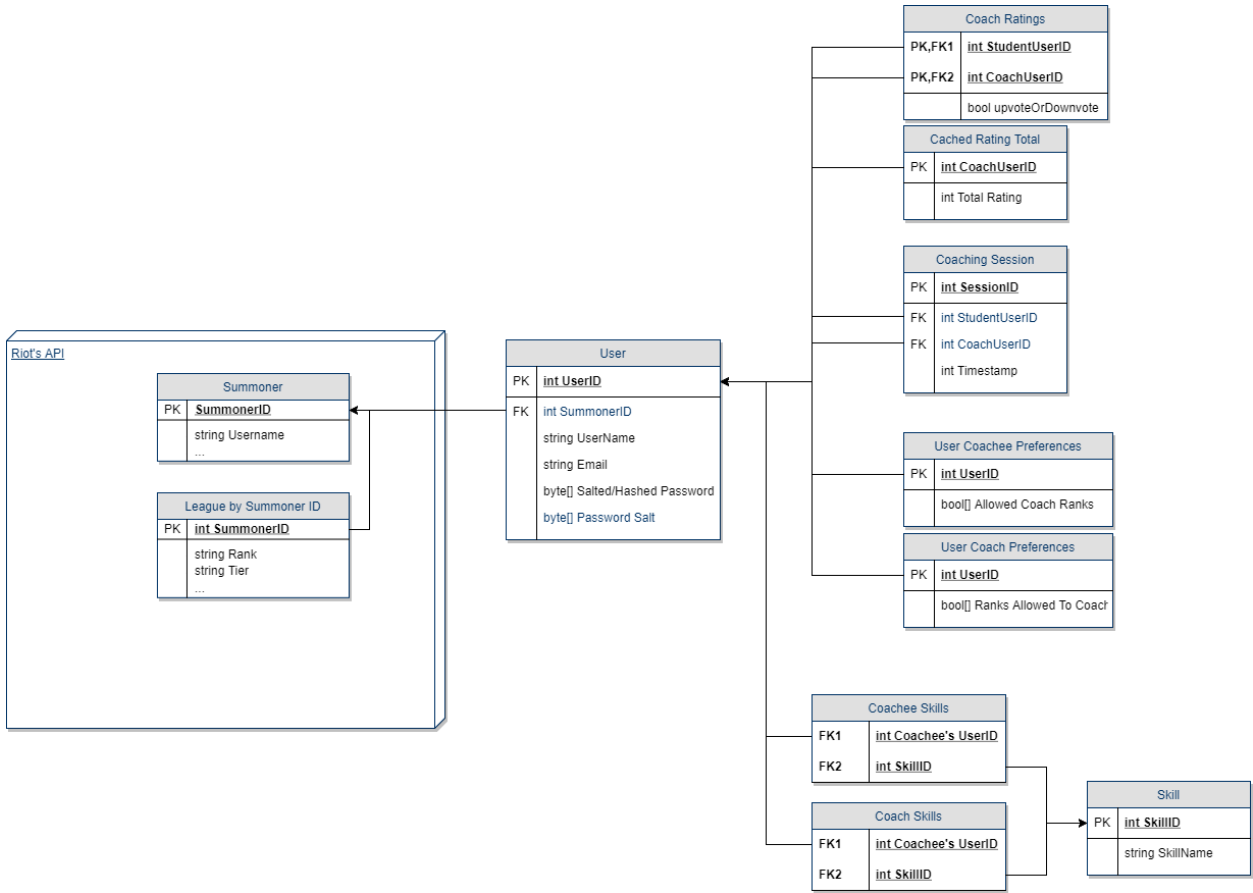 Coach Ratings
PK,FK1 int StudentUserID
PK,FK2 int CoachUserID
bool upvoteOrDownvote
Cached Rating Total
PK int CoachUserID
int Total Rating
Coaching Session
PK int SessionID
FK int StudentUserID
FK int CoachUserID
int Timestamp
Riot's API
Summoner
PK SummonerID
string Username
...
League by Summoner ID
PK int SummonerID
string Rank
string Tier
...
User
PK int UserID
FK int SummonerID
string UserName
string Email
byte[] Salted/Hashed Password
byte[] Password Salt
User Coachee Preferences
PK int UserID
bool[] Allowed Coach Ranks
User Coach Preferences
PK int UserID
bool[] Ranks Allowed To Coach
Coachee Skills
FK1 int Coachee's UserID
FK2 int SkillID
Coach Skills
FK1 int Coachee's UserID
FK2 int SkillID
Skill
PK int SkillID
string SkillName